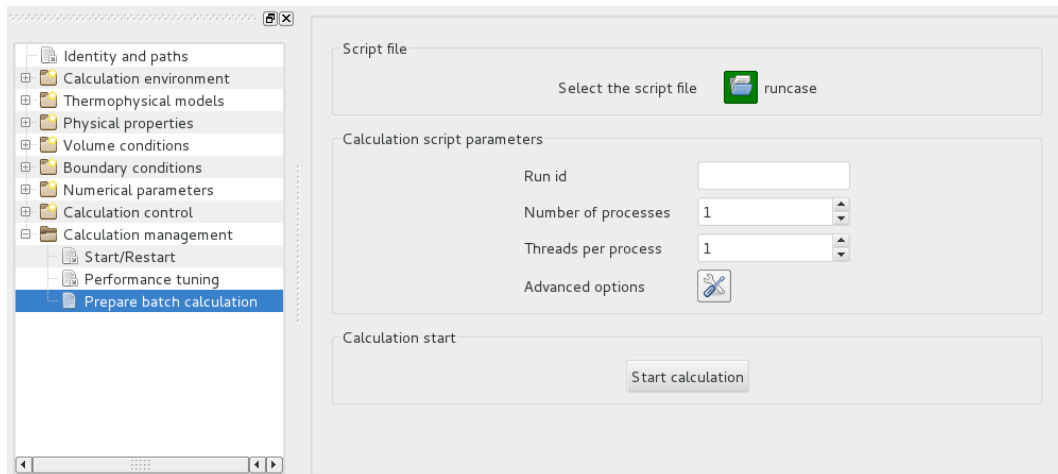 Identity and paths
Calculation environment
Thermophysical models
Physical properties
Volume conditions
Boundary conditions
Numerical parameters
Calculation control
Calculation management
Start/Restart
Performance tuning
Prepare batch calculation
Script file
Select the script file runcase
Calculation script parameters
Run id
Number of processes 1
Threads per process 1
Advanced options
Calculation start
Start calculation